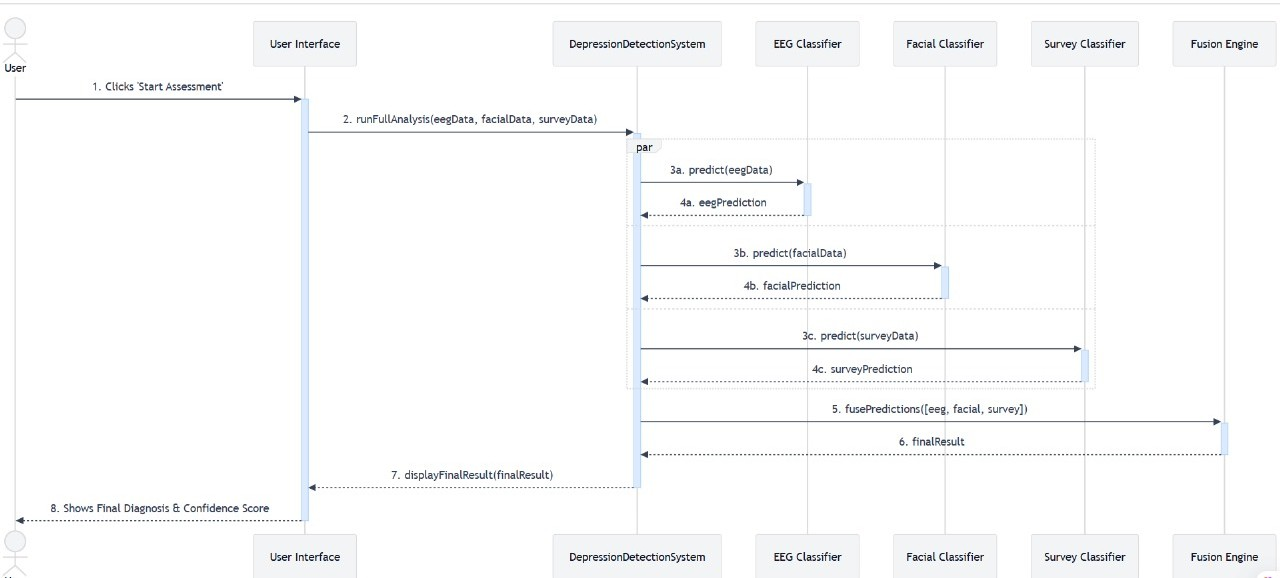 User Interface
DepressionDetectionSystem
EEG Classifier
Facial Classifier
Survey Classifier
Fusion Engine
User
1. Clicks 'Start Assessment'
2. runFullAnalysis(eegData, facialData, surveyData)
par
3a. predict(eegData)
4a. eegPrediction
3b. predict(facialData)
4b. facialPrediction
3c. predict(surveyData)
4c. surveyPrediction
5. fusePredictions([eeg, facial, survey])
6. finalResult
7. displayFinalResult(finalResult)
8. Shows Final Diagnosis & Confidence Score
User Interface
DepressionDetectionSystem
EEG Classifier
Facial Classifier
Survey Classifier
Fusion Engine